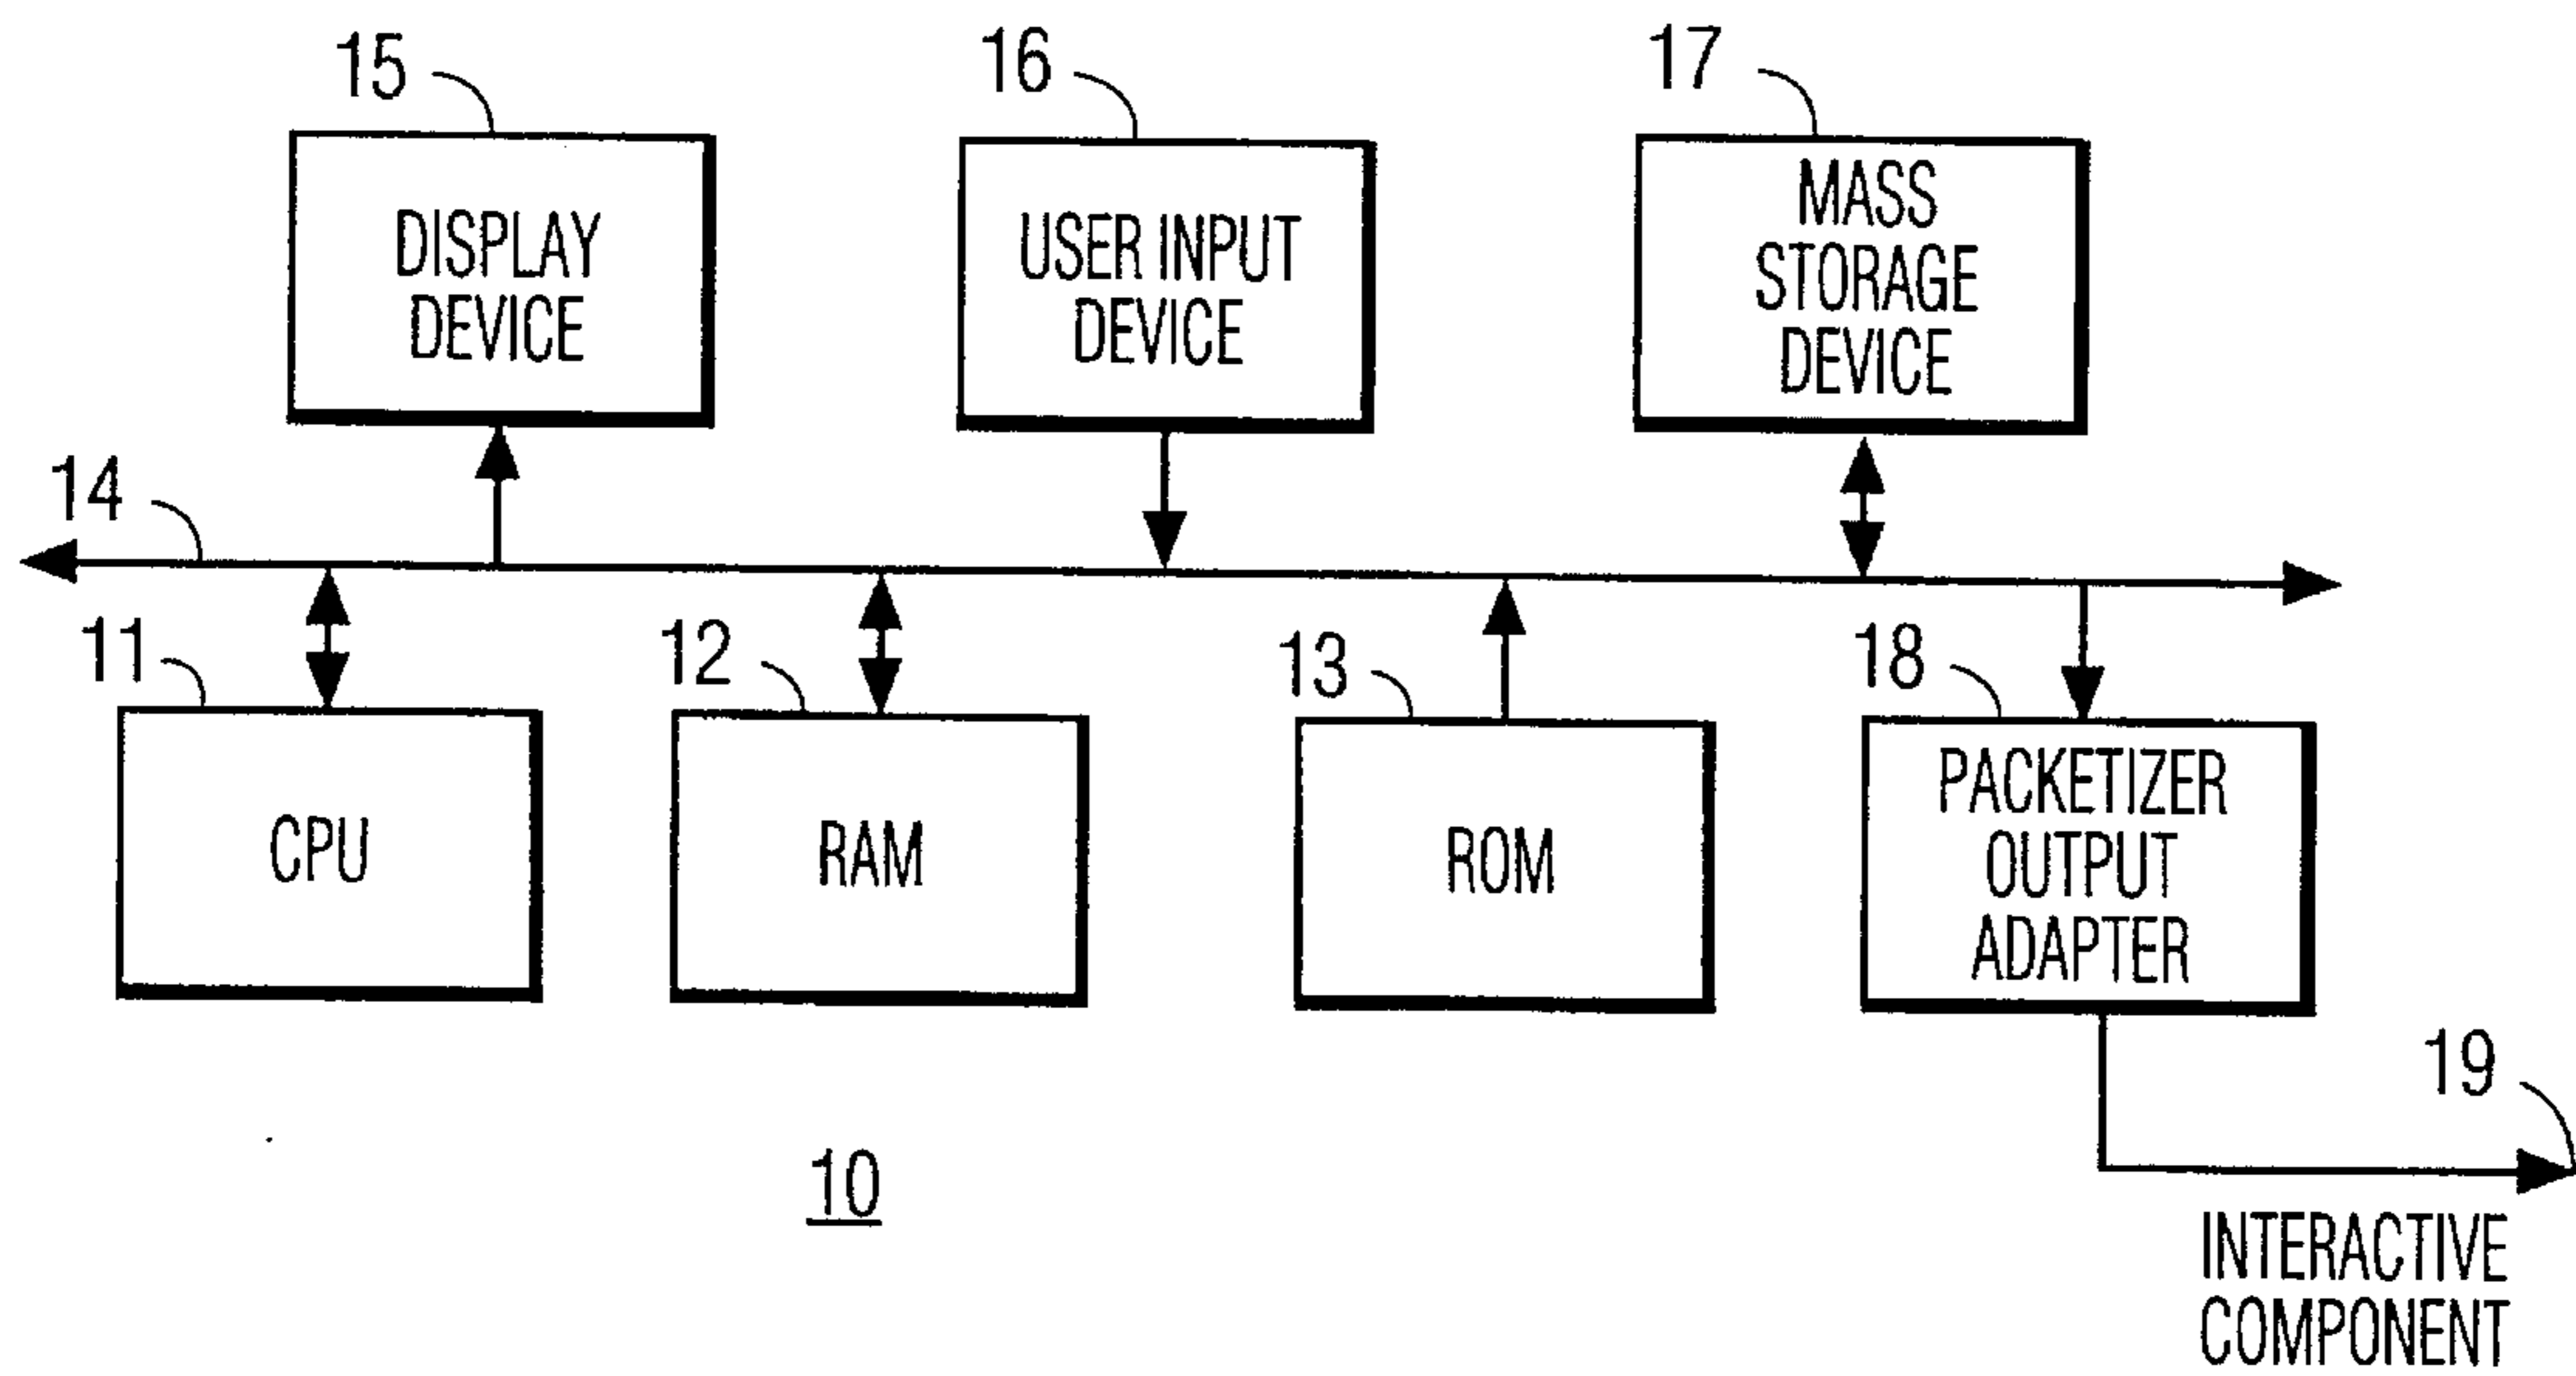 15
16
17
DISPLAY
DEVICE
USER INPUT
DEVICE
MASS
STORAGE
DEVICE
14
11
12
13
18
CPU
RAM
ROM
PACKETIZER
OUTPUT
ADAPTER
19
10
INTERACTIVE
COMPONENT